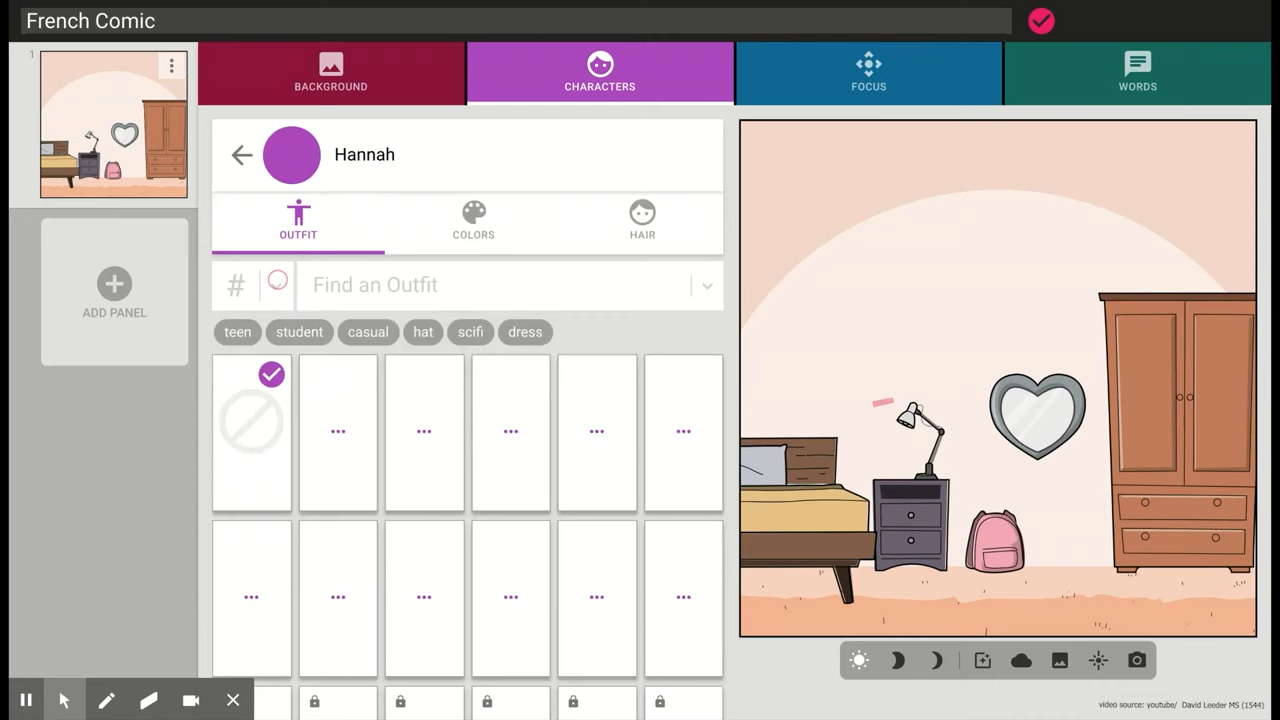 French Comic
1
BACKGROUND
CHARACTERS
FOCUS
WORDS
Hannah
OUTFIT
COLORS
HAIR
# Find an Outfit
teen student casual hat scifi dress
ADD PANEL
video source: youtube/ David Leeder MS (1544)